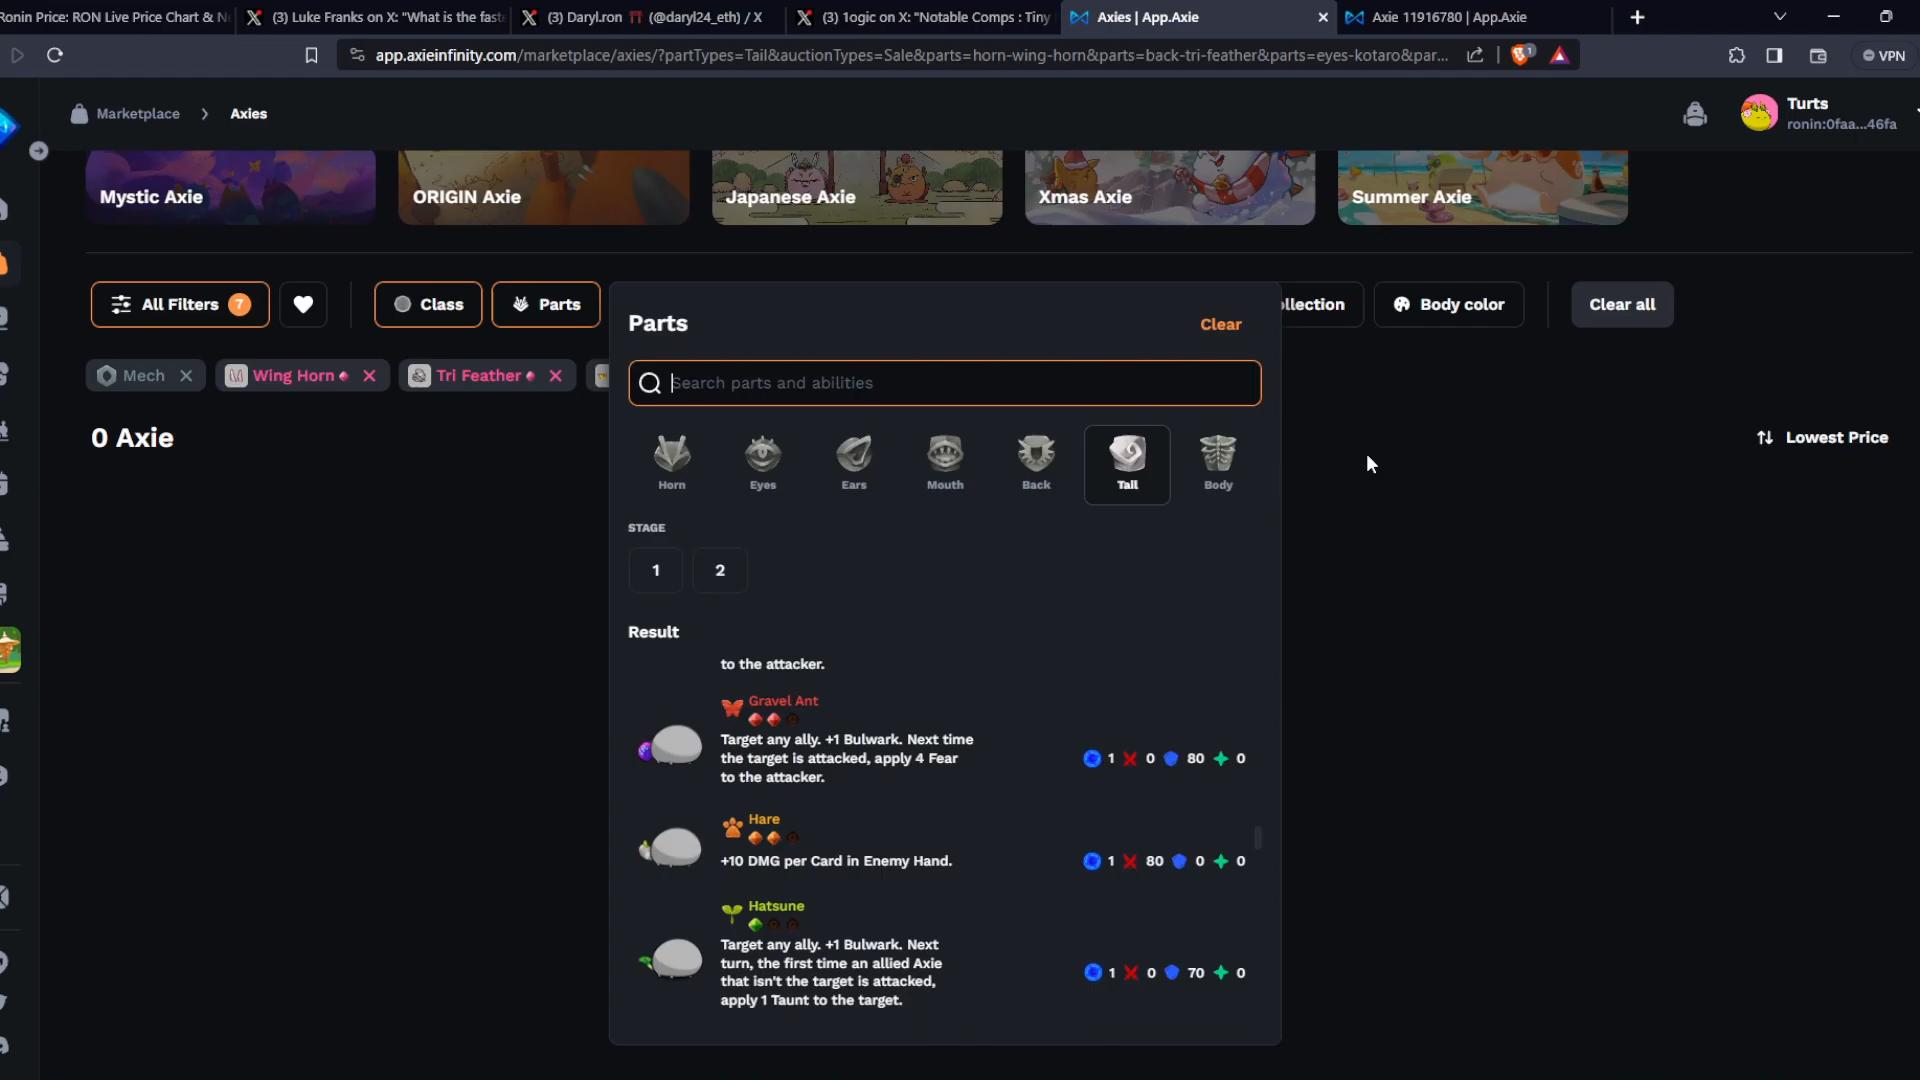 Ronin Price: RON Live Price Chart & N
(3) Luke Franks on X: "What is the faste
(3) Daryl.ron (@daryl24_eth) / X
(3) 1ogic on X: "Notable Comps : Tiny
Axies | App.Axie
Axie 11916780 | App.Axie
app.axieinfinity.com/marketplace/axies/?partTypes=Tail&auctionTypes=Sale&parts=horn-wing-horn&parts=back-tri-feather&parts=eyes-kotaro&par...
1
VPN
Marketplace
Axies
Turts
ronin:0faa...46fa
Mystic Axie
ORIGIN Axie
Japanese Axie
Xmas Axie
Summer Axie
All Filters 7
Class
Parts
ollection
Body color
Clear all
Mech
Wing Horn
Tri Feather
0 Axie
Lowest Price
Parts
Clear
Search parts and abilities
Horn
Eyes
Ears
Mouth
Back
Tail
Body
STAGE
1
2
Result
to the attacker.
Gravel Ant
Target any ally. +1 Bulwark. Next time
the target is attacked, apply 4 Fear
to the attacker.
1 0 80 0
Hare
+10 DMG per Card in Enemy Hand.
1 80 0 0
Hatsune
Target any ally. +1 Bulwark. Next
turn, the first time an allied Axie
that isn't the target is attacked,
apply 1 Taunt to the target.
1 0 70 0